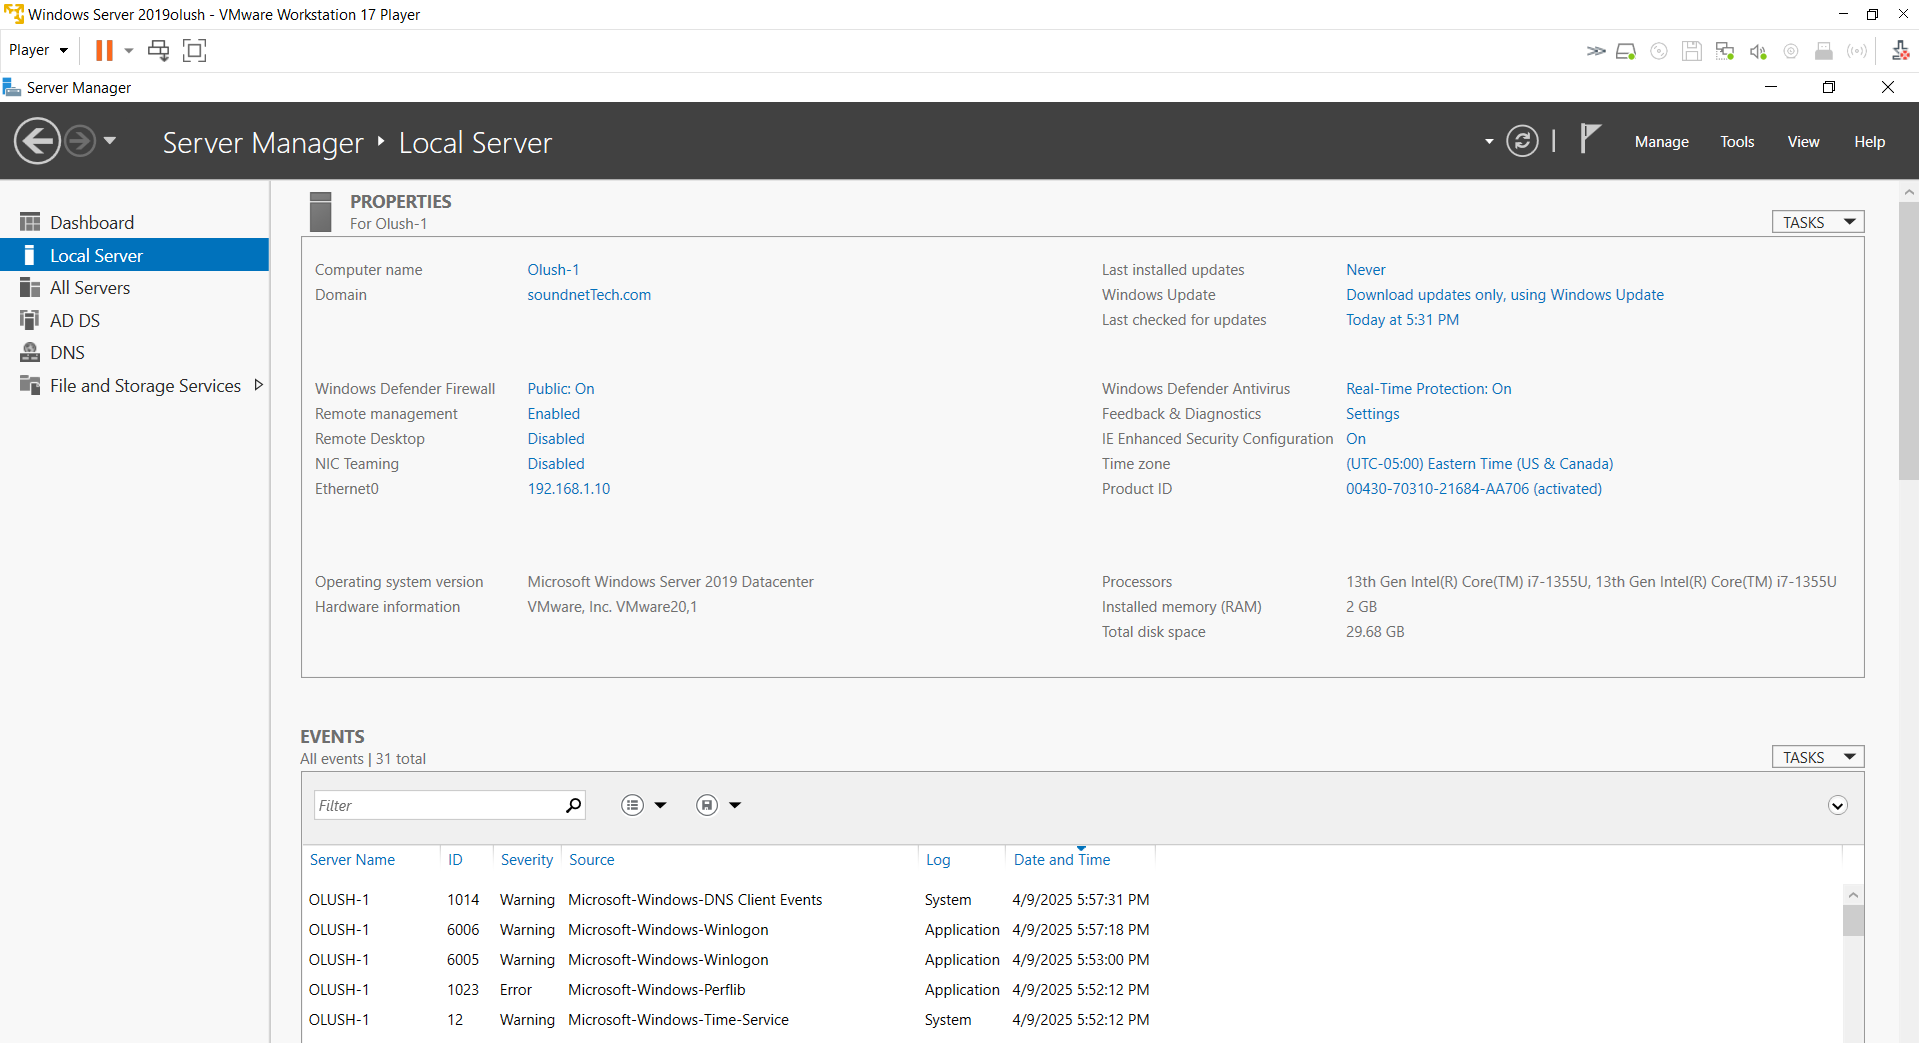 Windows Server 2019olush - VMware Workstation 17 Player
Player
Server Manager
Server Manager Local Server
Manage Tools View Help
Dashboard
Local Server
All Servers
AD DS
DNS
File and Storage Services
PROPERTIES
For Olush-1
TASKS
Computer name Olush-1
Domain soundnetTech.com
Last installed updates Never
Windows Update Download updates only, using Windows Update
Last checked for updates Today at 5:31 PM
Windows Defender Firewall Public: On
Remote management Enabled
Remote Desktop Disabled
NIC Teaming Disabled
Ethernet0 192.168.1.10
Windows Defender Antivirus Real-Time Protection: On
Feedback & Diagnostics Settings
IE Enhanced Security Configuration On
Time zone (UTC-05:00) Eastern Time (US & Canada)
Product ID 00430-70310-21684-AA706 (activated)
Operating system version Microsoft Windows Server 2019 Datacenter
Hardware information VMware, Inc. VMware20,1
Processors 13th Gen Intel(R) Core(TM) i7-1355U, 13th Gen Intel(R) Core(TM) i7-1355U
Installed memory (RAM) 2 GB
Total disk space 29.68 GB
EVENTS
All events | 31 total
TASKS
Filter
Server Name ID Severity Source Log Date and Time
OLUSH-1 1014 Warning Microsoft-Windows-DNS Client Events System 4/9/2025 5:57:31 PM
OLUSH-1 6006 Warning Microsoft-Windows-Winlogon Application 4/9/2025 5:57:18 PM
OLUSH-1 6005 Warning Microsoft-Windows-Winlogon Application 4/9/2025 5:53:00 PM
OLUSH-1 1023 Error Microsoft-Windows-Perflib Application 4/9/2025 5:52:12 PM
OLUSH-1 12 Warning Microsoft-Windows-Time-Service System 4/9/2025 5:52:12 PM